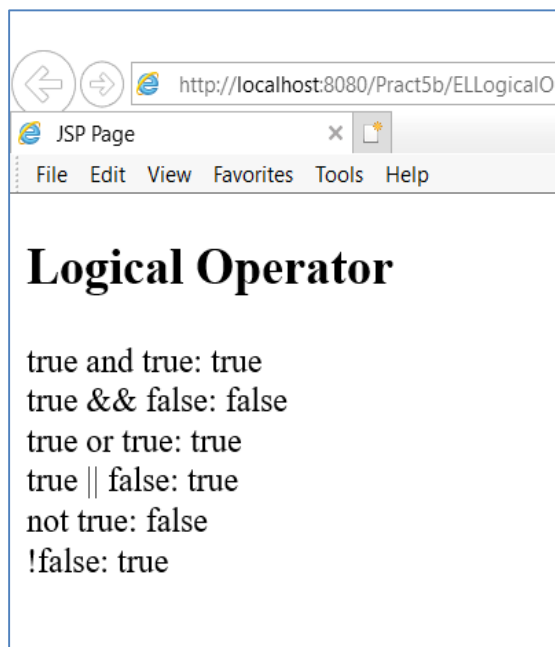 http://localhost:8080/Pract5b/ELLogicalO
JSP Page
File Edit View Favorites Tools Help
Logical Operator
true and true: true
true && false: false
true or true: true
true || false: true
not true: false
!false: true